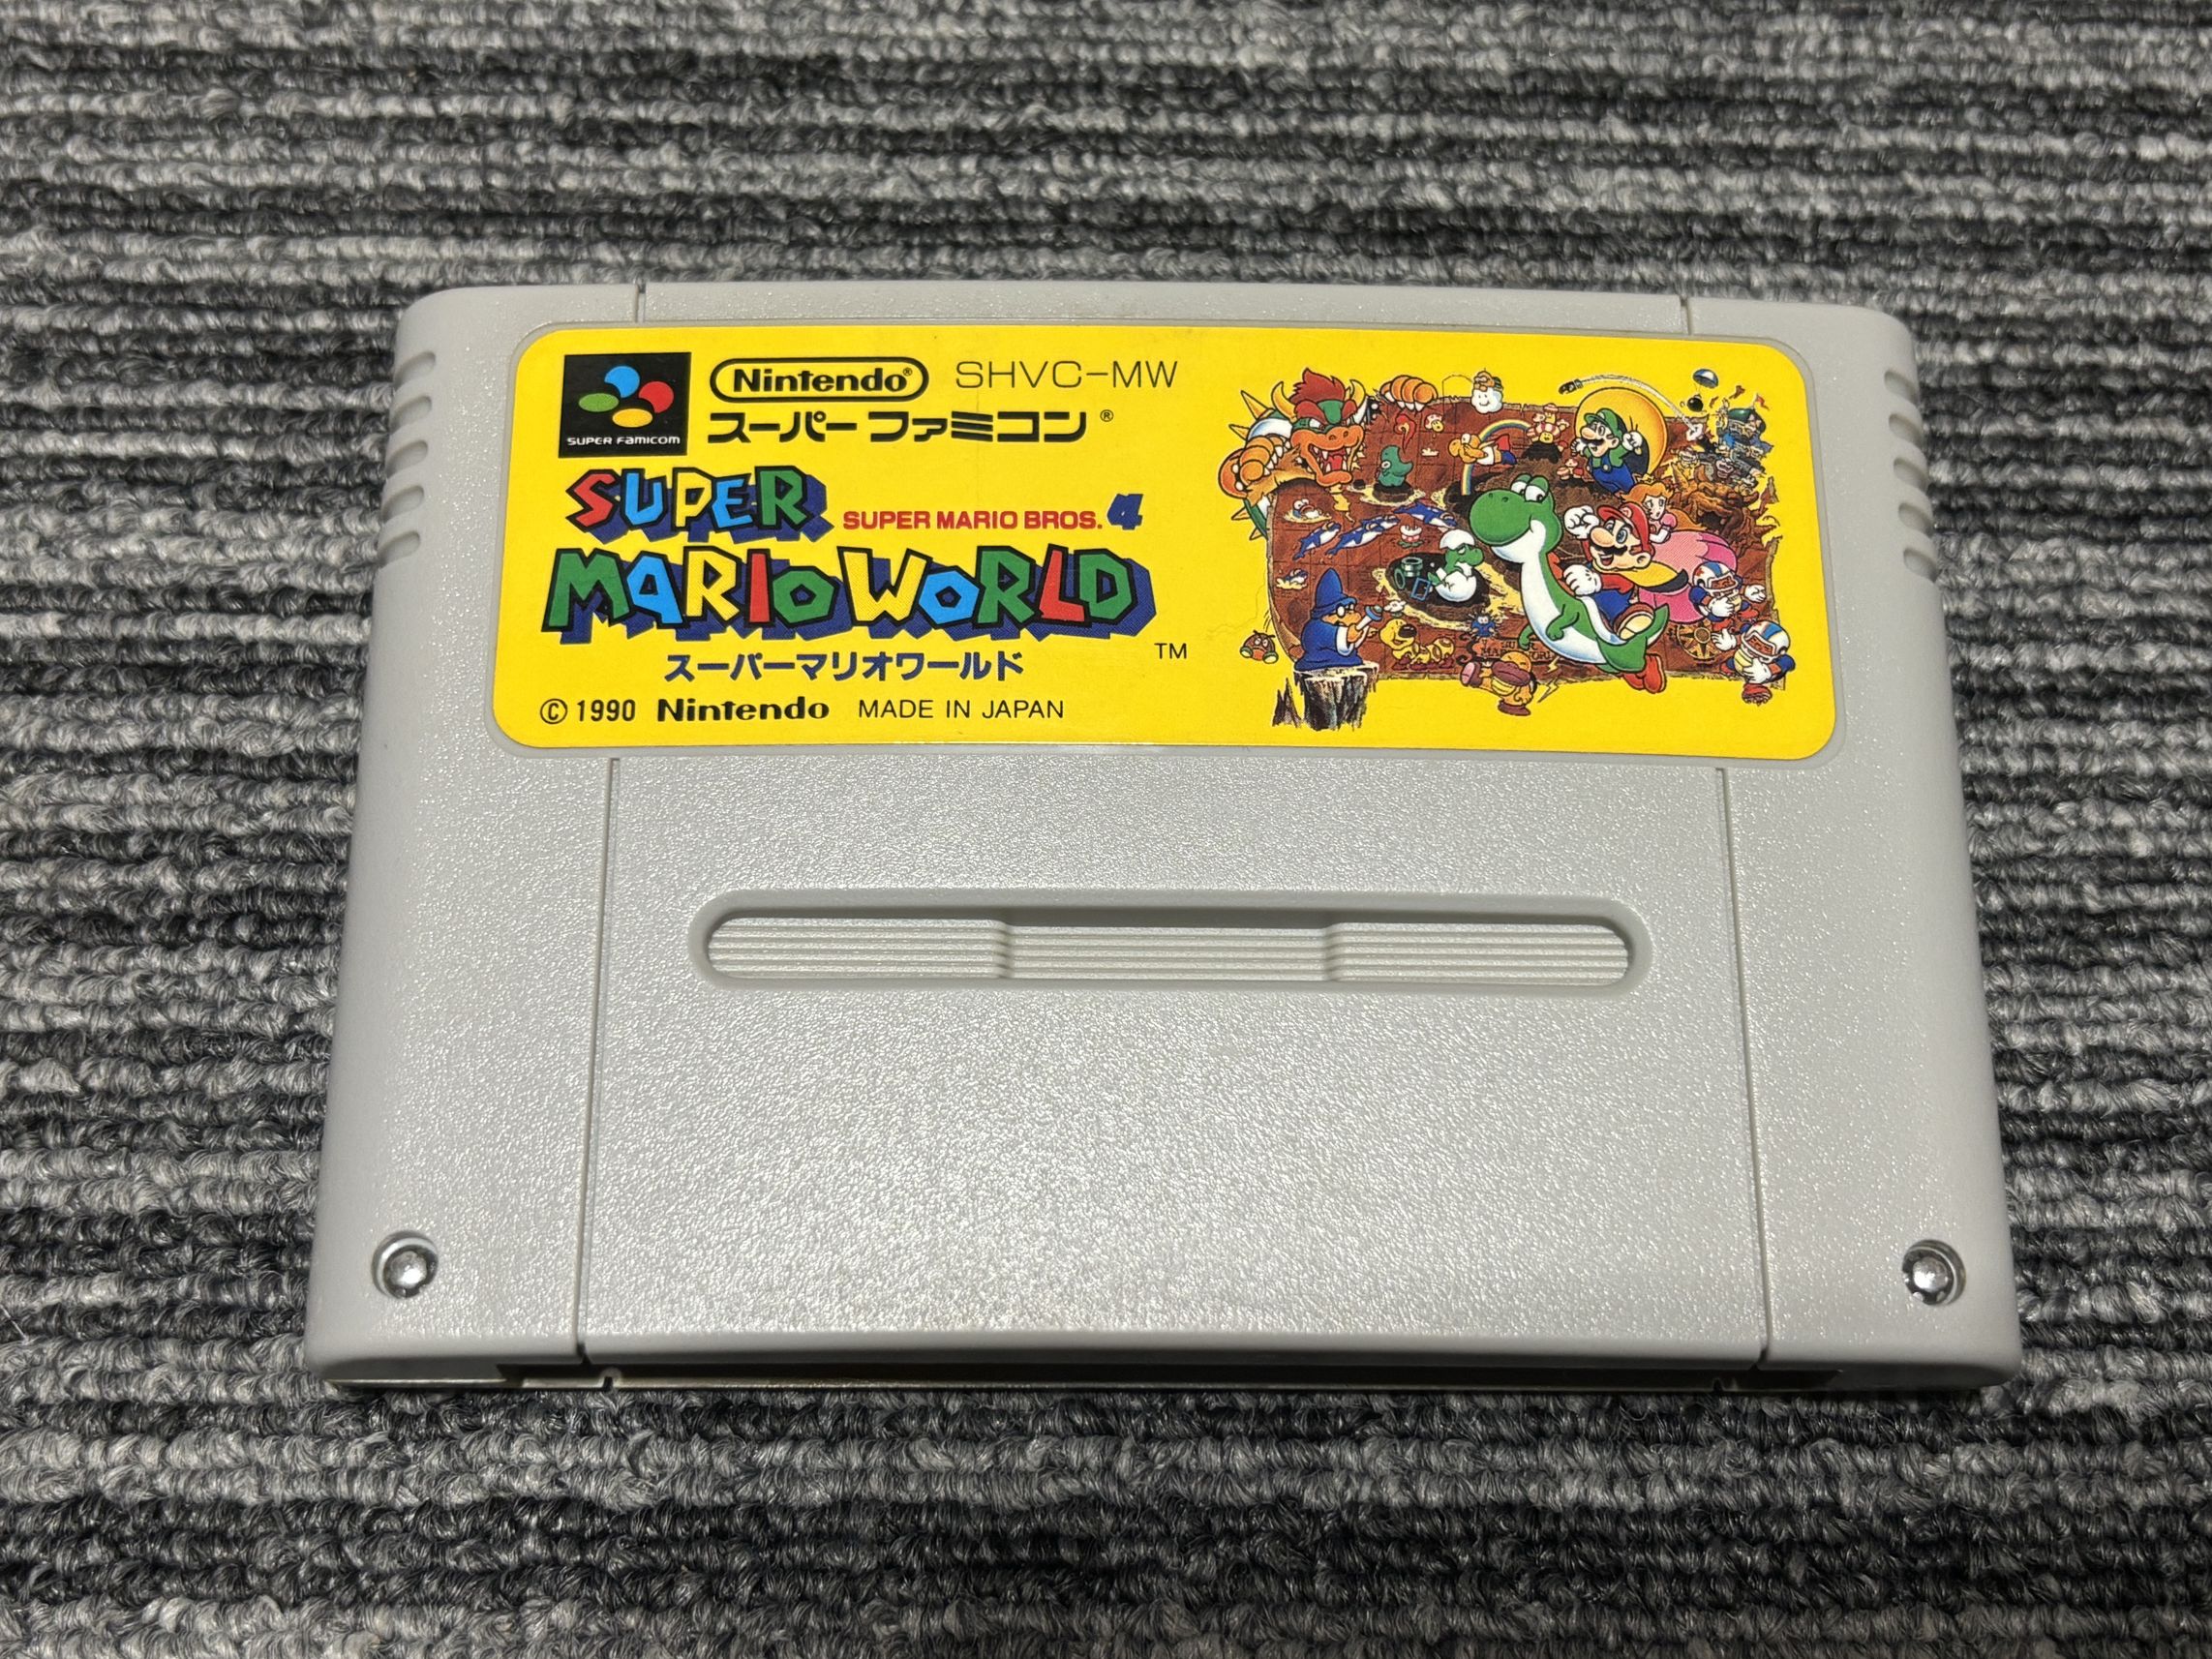 SUPER FAMICOM
Nintendo® SHVC-MW
スーパーファミコン®
SUPER
SUPER MARIO BROS. 4
MARIO WORLD
TM
スーパーマリオワールド
© 1990 Nintendo MADE IN JAPAN